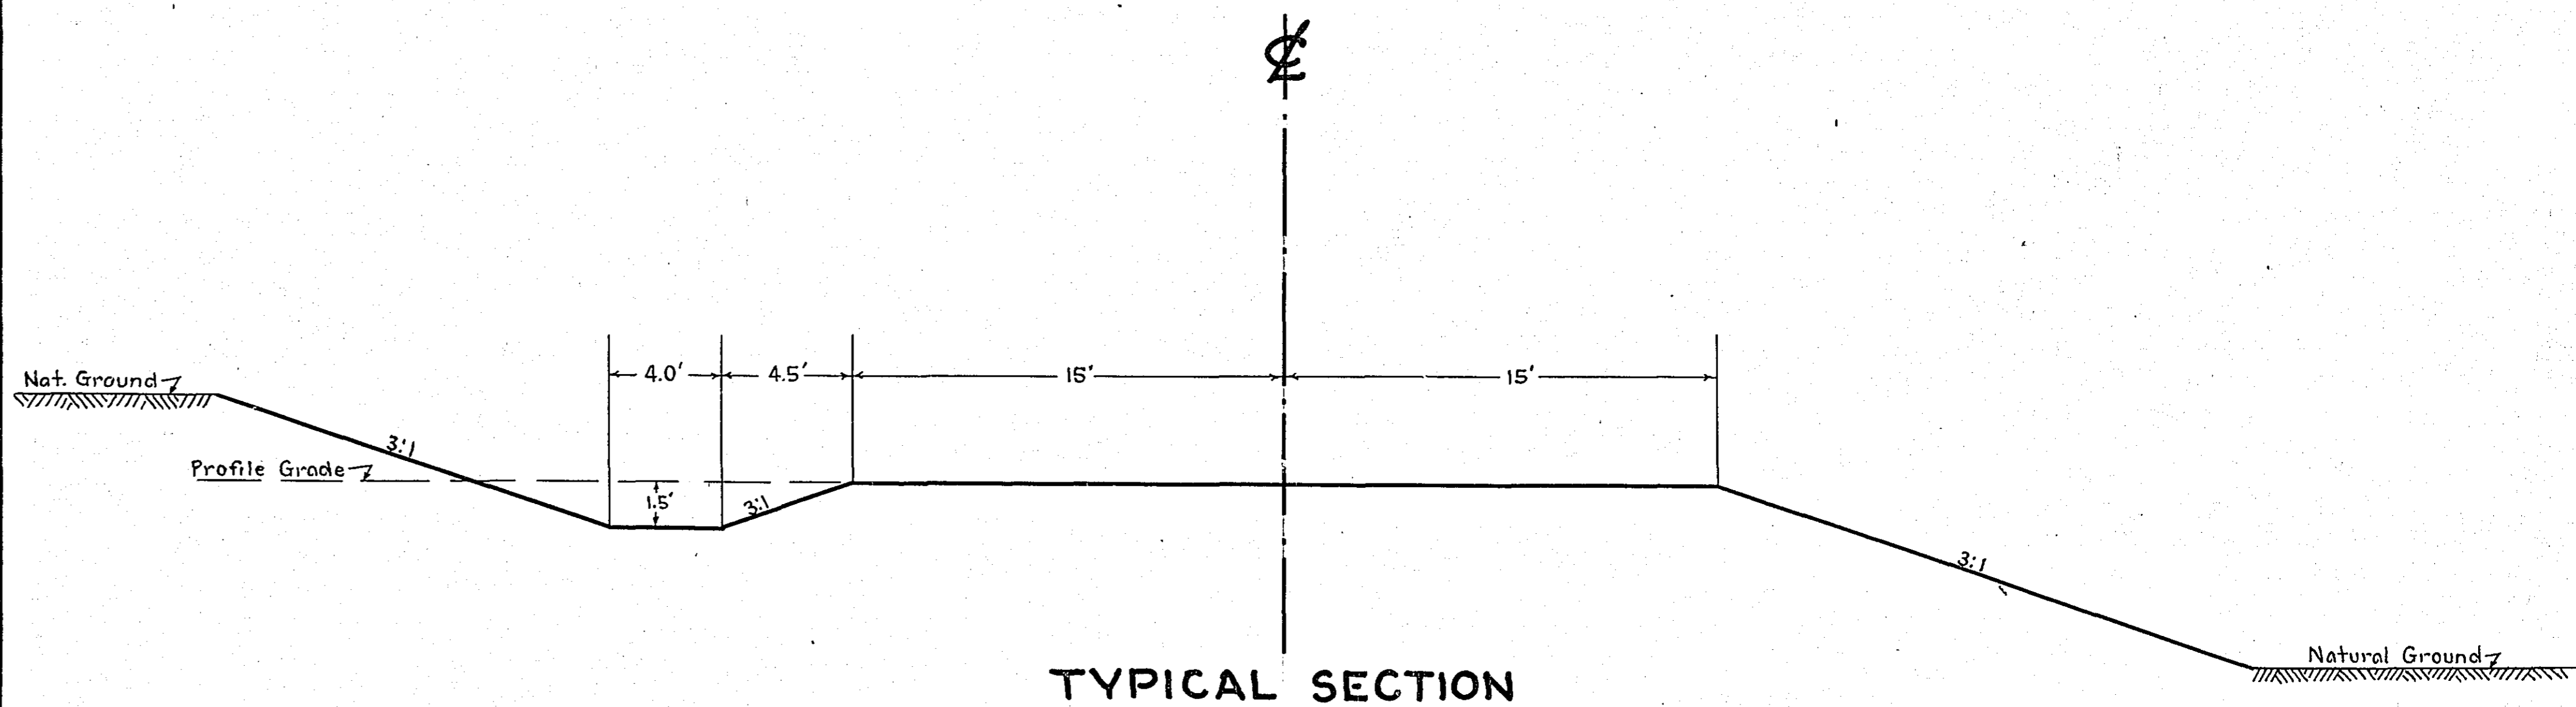 ℄
4.0'
4.5'
15'
15'
Nat. Ground
3:1
Profile Grade
1.5'
3:1
3:1
Natural Ground
TYPICAL SECTION